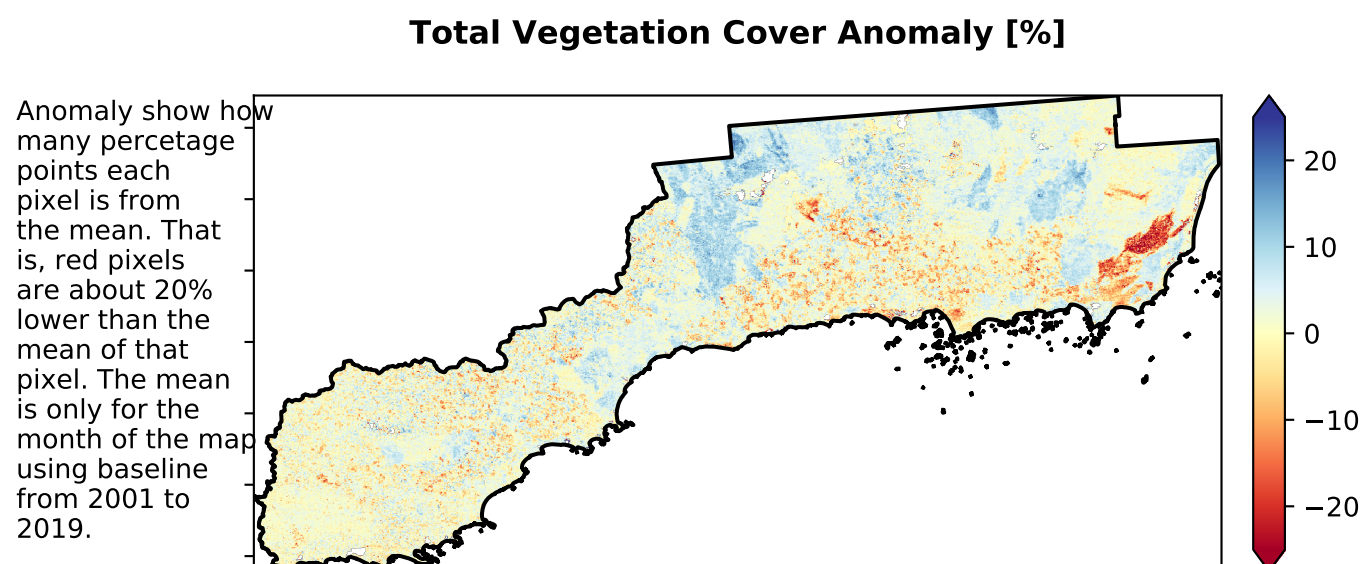 Total Vegetation Cover Anomaly [%]
Anomaly show how
many percetage
points each
pixel is from
the mean. That
is, red pixels
are about 20%
lower than the
mean of that
pixel. The mean
is only for the
month of the map
using baseline
from 2001 to
2019.
20
10
0
−10
−20